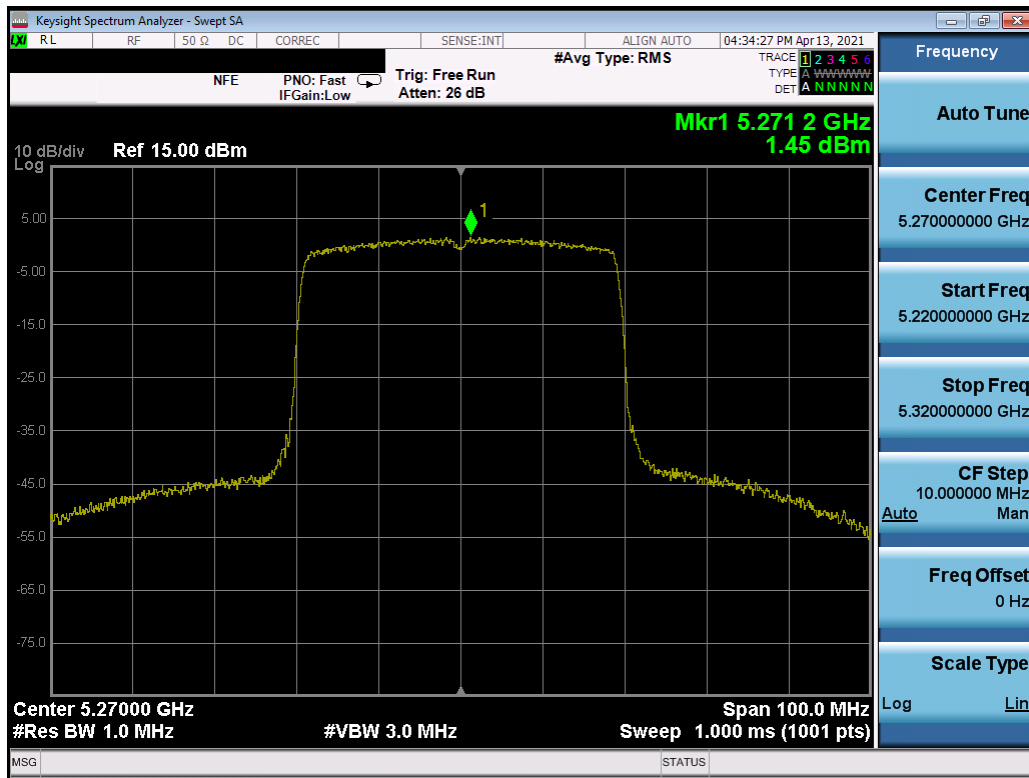 Keysight Spectrum Analyzer - Swept SA
LXI RL RF 50 Ω DC CORREC SENSE:INT ALIGN AUTO 04:34:27 PM Apr 13, 2021
NFE PNO: Fast IFGain:Low Trig: Free Run Atten: 26 dB #Avg Type: RMS
TRACE 1 2 3 4 5 6
TYPE A WWWWW
DET A N N N N N
Mkr1 5.271 2 GHz
1.45 dBm
10 dB/div Ref 15.00 dBm
Log
1
5.00
-5.00
-15.0
-25.0
-35.0
-45.0
-55.0
-65.0
-75.0
Center 5.27000 GHz Span 100.0 MHz
#Res BW 1.0 MHz #VBW 3.0 MHz Sweep 1.000 ms (1001 pts)
MSG STATUS
Frequency
Auto Tune
Center Freq
5.270000000 GHz
Start Freq
5.220000000 GHz
Stop Freq
5.320000000 GHz
CF Step
10.000000 MHz
Auto Man
Freq Offset
0 Hz
Scale Type
Log Lin